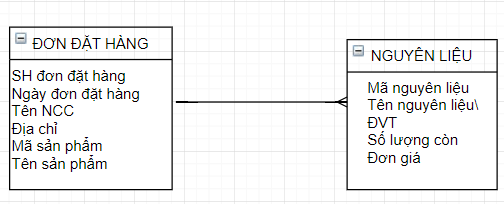 ĐƠN ĐẶT HÀNG
SH đơn đặt hàng
Ngày đơn đặt hàng
Tên NCC
Địa chỉ
Mã sản phẩm
Tên sản phẩm
NGUYÊN LIỆU
Mã nguyên liệu
Tên nguyên liệu\
ĐVT
Số lượng còn
Đơn giá